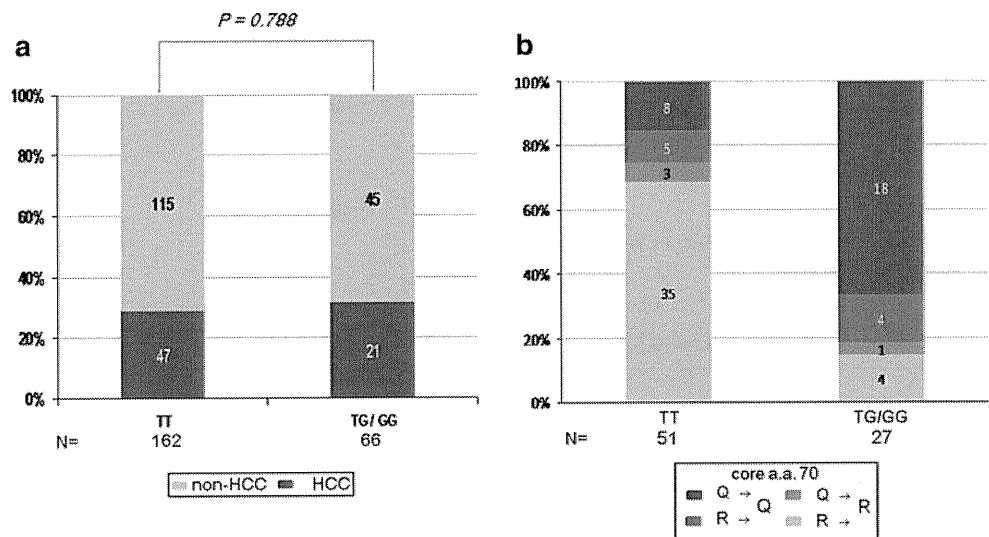 a
P = 0.788
100%
80%
60%
40%
20%
0%
115
47
45
21
TT
TG/ GG
N=
162
66
non-HCC
HCC
b
100%
80%
60%
40%
20%
0%
8
5
3
35
18
4
1
4
TT
TG/GG
N=
51
27
core a.a. 70
Q → Q
R →
Q → R
R →